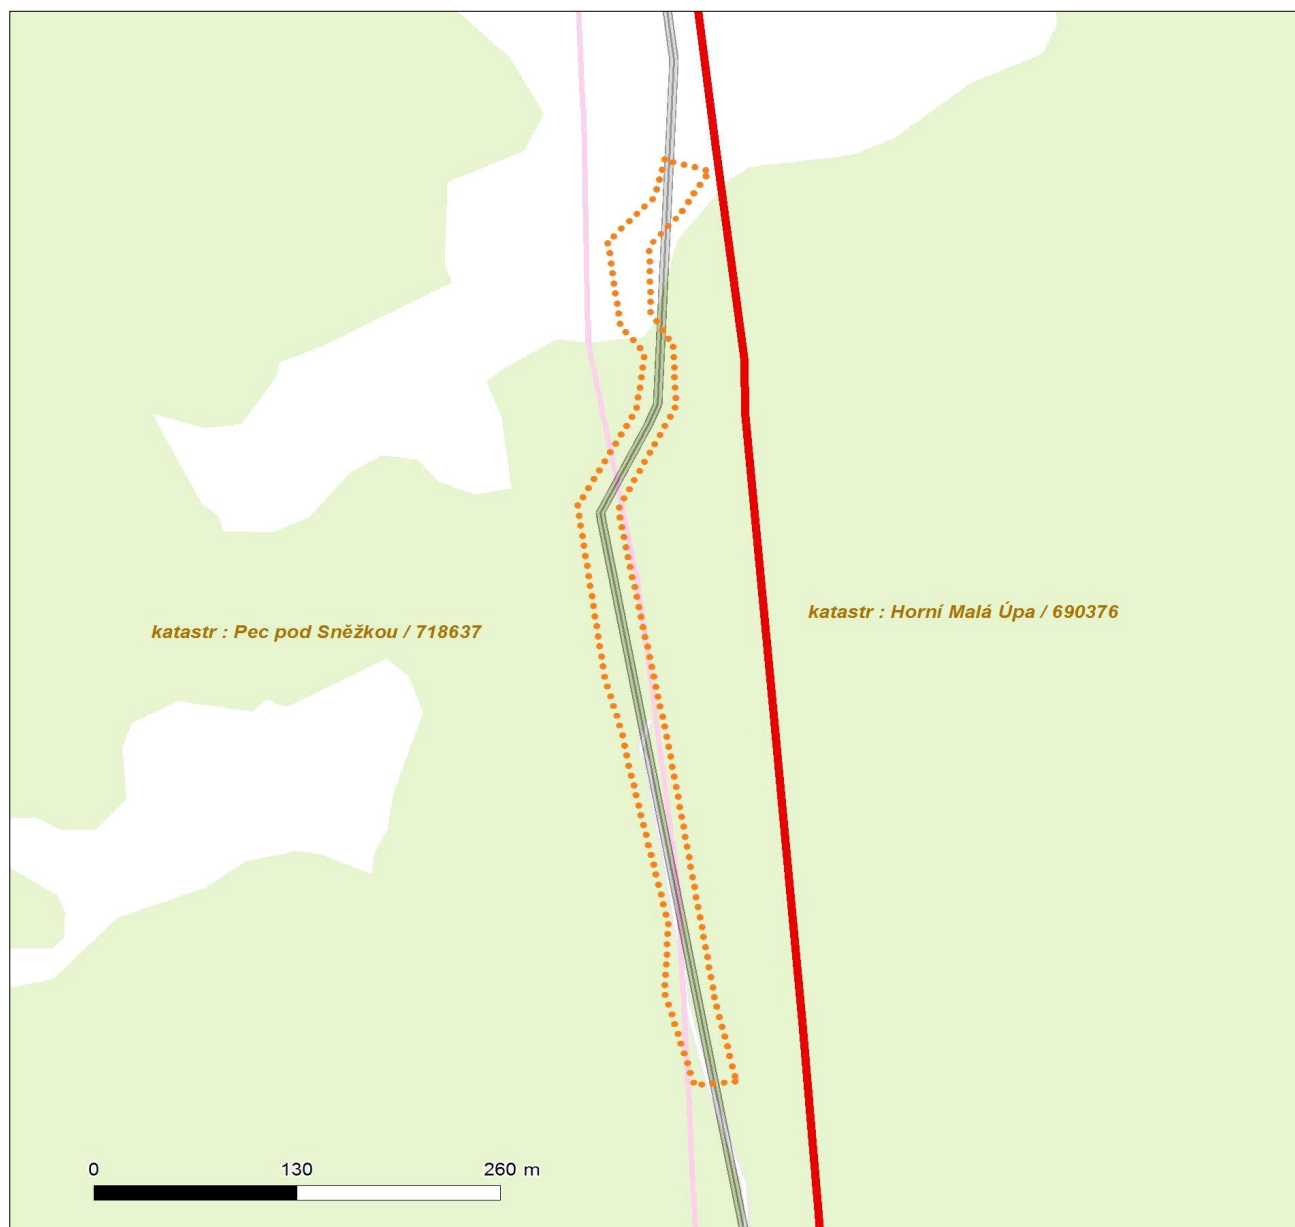 katastr : Horní Malá Úpa / 690376
katastr : Pec pod Sněžkou / 718637
0 130 260 m